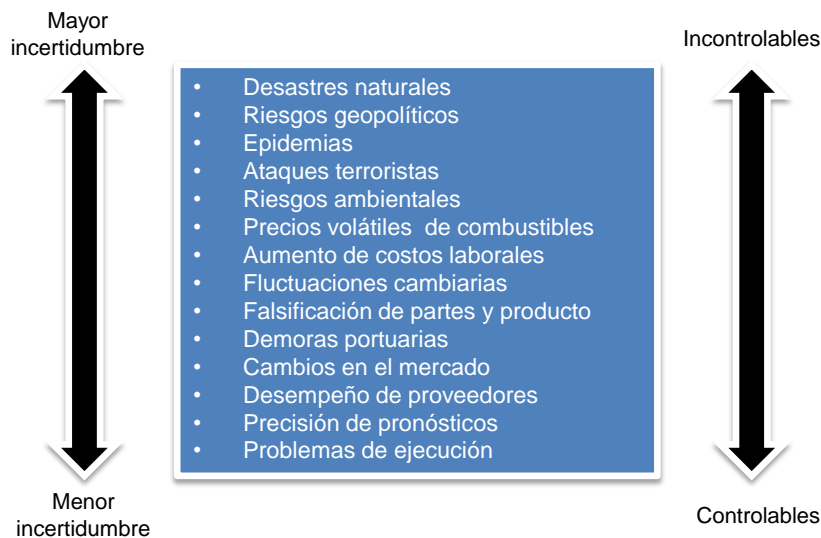 Mayor
incertidumbre
Incontrolables
• Desastres naturales
• Riesgos geopolíticos
• Epidemias
• Ataques terroristas
• Riesgos ambientales
• Precios volátiles de combustibles
• Aumento de costos laborales
• Fluctuaciones cambiarias
• Falsificación de partes y producto
• Demoras portuarias
• Cambios en el mercado
• Desempeño de proveedores
• Precisión de pronósticos
• Problemas de ejecución
Menor
incertidumbre
Controlables